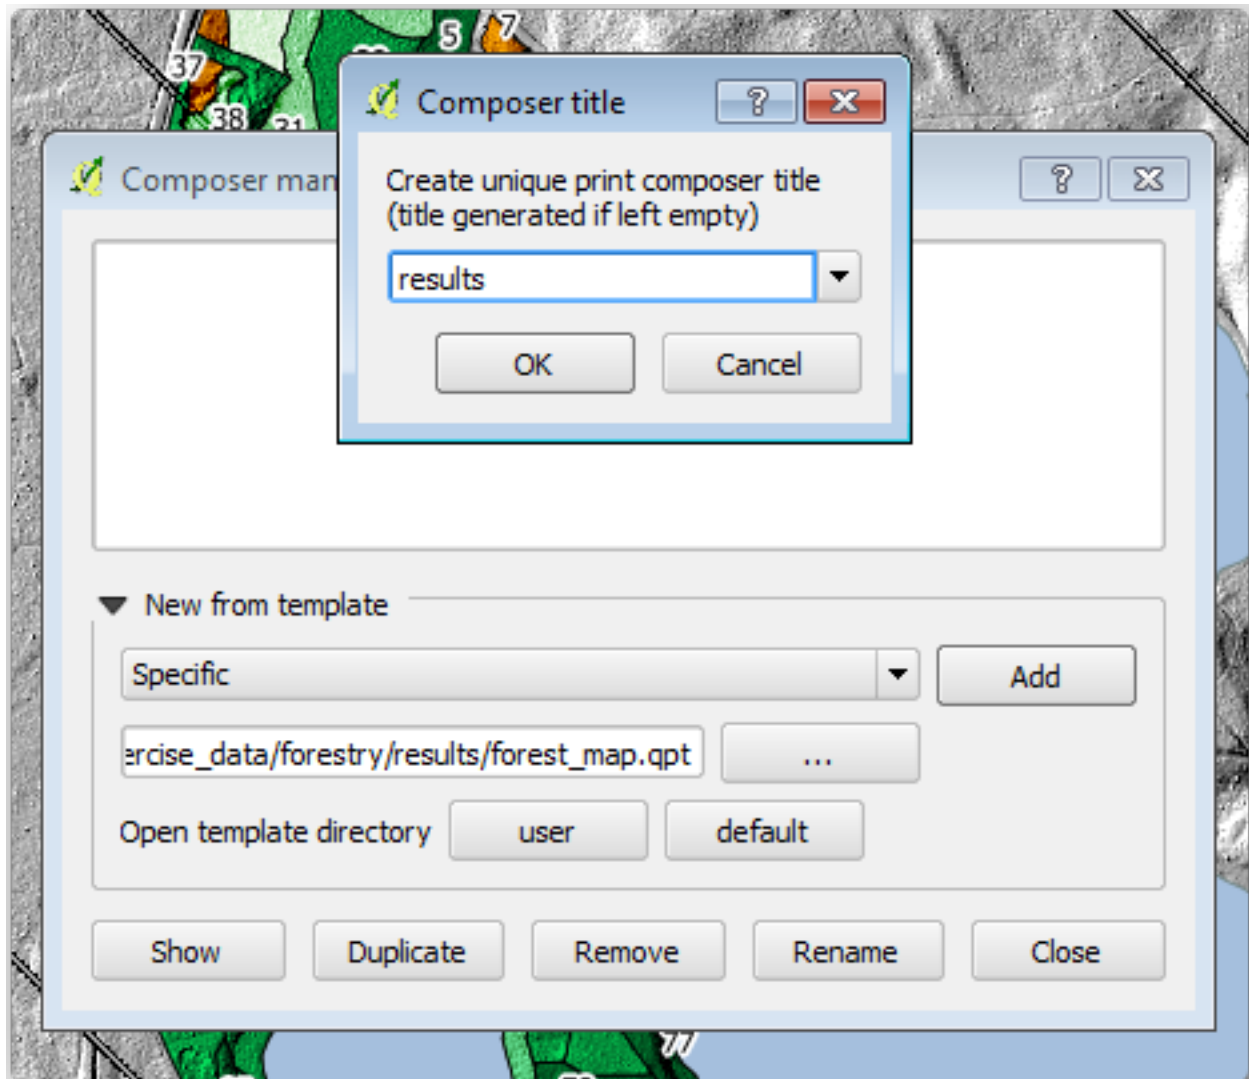 5
7
37
38
Composer title
Create unique print composer title
(title generated if left empty)
results
OK
Cancel
Composer man
New from template
Specific
Add
ercise_data/forestry/results/forest_map.qpt
...
Open template directory
user
default
Show
Duplicate
Remove
Rename
Close
77